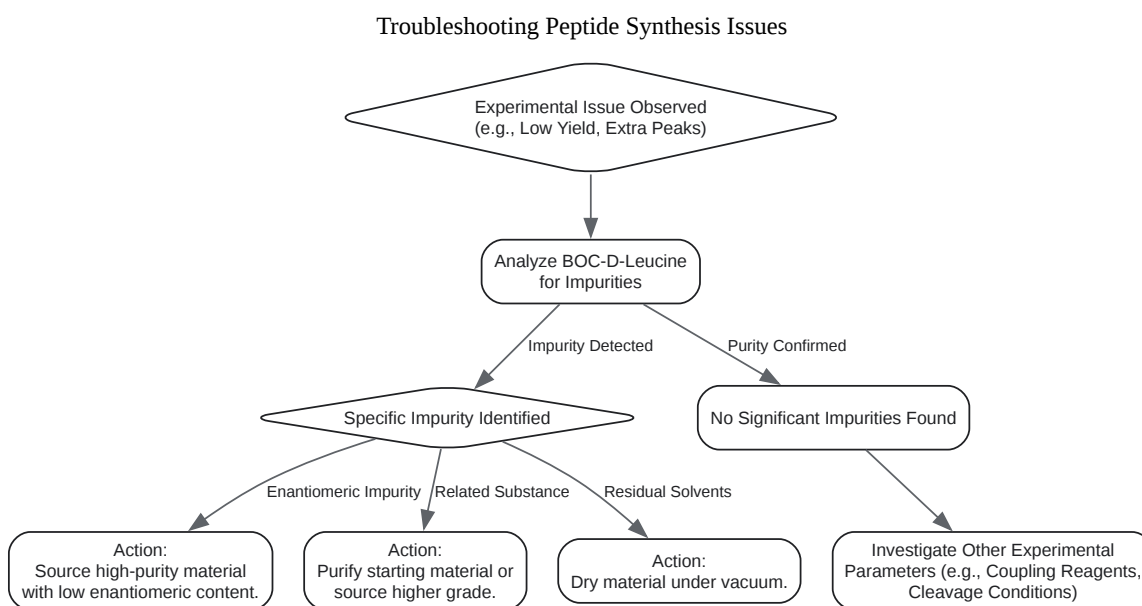 Troubleshooting Peptide Synthesis Issues
Experimental Issue Observed
(e.g., Low Yield, Extra Peaks)
Analyze BOC-D-Leucine
for Impurities
Impurity Detected
Purity Confirmed
Specific Impurity Identified
No Significant Impurities Found
Enantiomeric Impurity
Related Substance
Residual Solvents
Action:
Source high-purity material
with low enantiomeric content.
Action:
Purify starting material or
source higher grade.
Action:
Dry material under vacuum.
Investigate Other Experimental
Parameters (e.g., Coupling Reagents,
Cleavage Conditions)